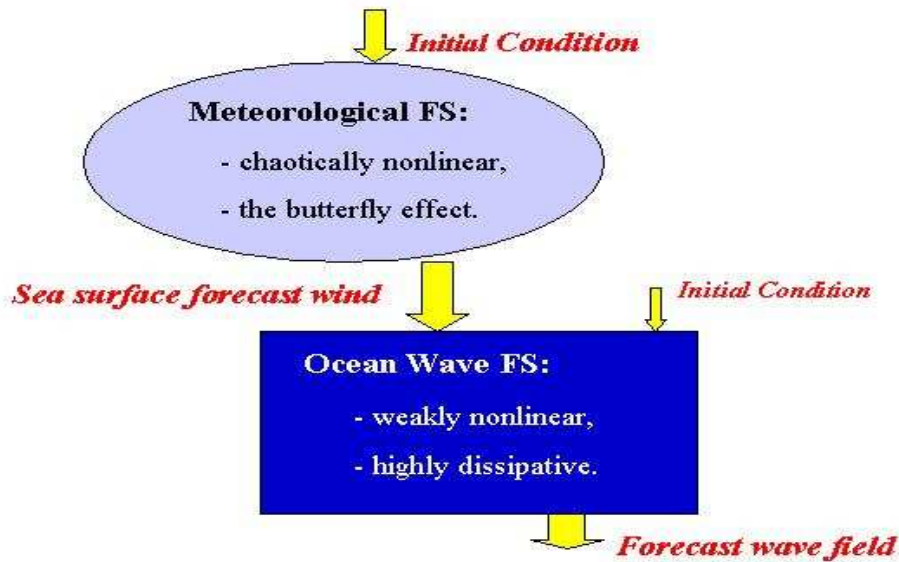 Initial Condition
Meteorological FS:
- chaotically nonlinear,
- the butterfly effect.
Sea surface forecast wind
Initial Condition
Ocean Wave FS:
- weakly nonlinear,
- highly dissipative.
Forecast wave field